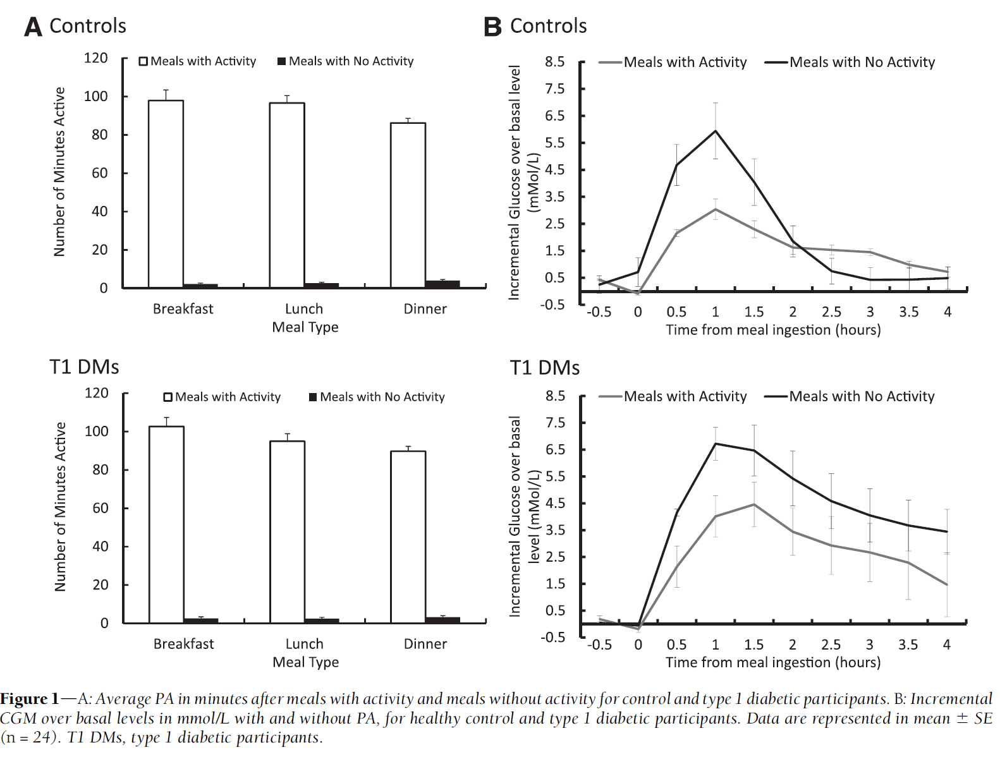 A Controls
120
100
80
60
40
20
0
Number of Minutes Active
Meals with Activity
Meals with No Activity
Breakfast
Lunch
Dinner
Meal Type
B Controls
8.5
7.5
6.5
5.5
4.5
3.5
2.5
1.5
0.5
-0.5
Incremental Glucose over basal level
(mMol/L)
Meals with Activity
Meals with No Activity
-0.5 0 0.5 1 1.5 2 2.5 3 3.5 4
Time from meal ingestion (hours)
T1 DMs
120
100
80
60
40
20
0
Number of Minutes Active
Meals with Activity
Meals with No Activity
Breakfast
Lunch
Dinner
Meal Type
T1 DMs
8.5
7.5
6.5
5.5
4.5
3.5
2.5
1.5
0.5
-0.5
Incremental Glucose over basal
level (mMol/L)
Meals with Activity
Meals with No Activity
-0.5 0 0.5 1 1.5 2 2.5 3 3.5 4
Time from meal ingestion (hours)
Figure 1—A: Average PA in minutes after meals with activity and meals without activity for control and type 1 diabetic participants. B: Incremental
CGM over basal levels in mmol/L with and without PA, for healthy control and type 1 diabetic participants. Data are represented in mean ± SE
(n = 24). T1 DMs, type 1 diabetic participants.